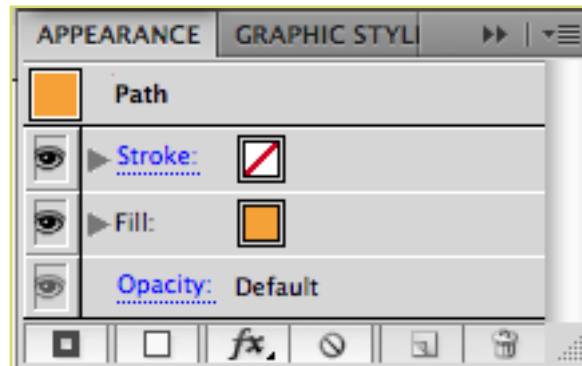 APPEARANCE GRAPHIC STYL
Path
Stroke:
Fill:
Opacity: Default
fx